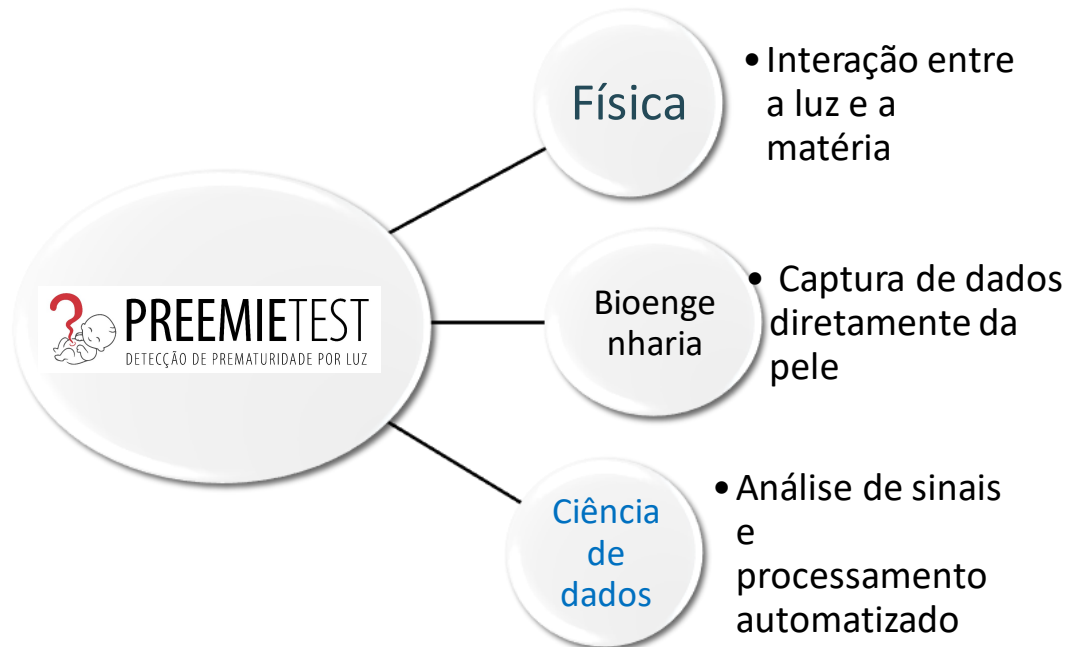 Física
• Interação entre
a luz e a
matéria
PREEMIETEST
DETECÇÃO DE PREMATURIDADE POR LUZ
Bioenge
nharia
• Captura de dados
diretamente da
pele
Ciência
de
dados
• Análise de sinais
e
processamento
automatizado